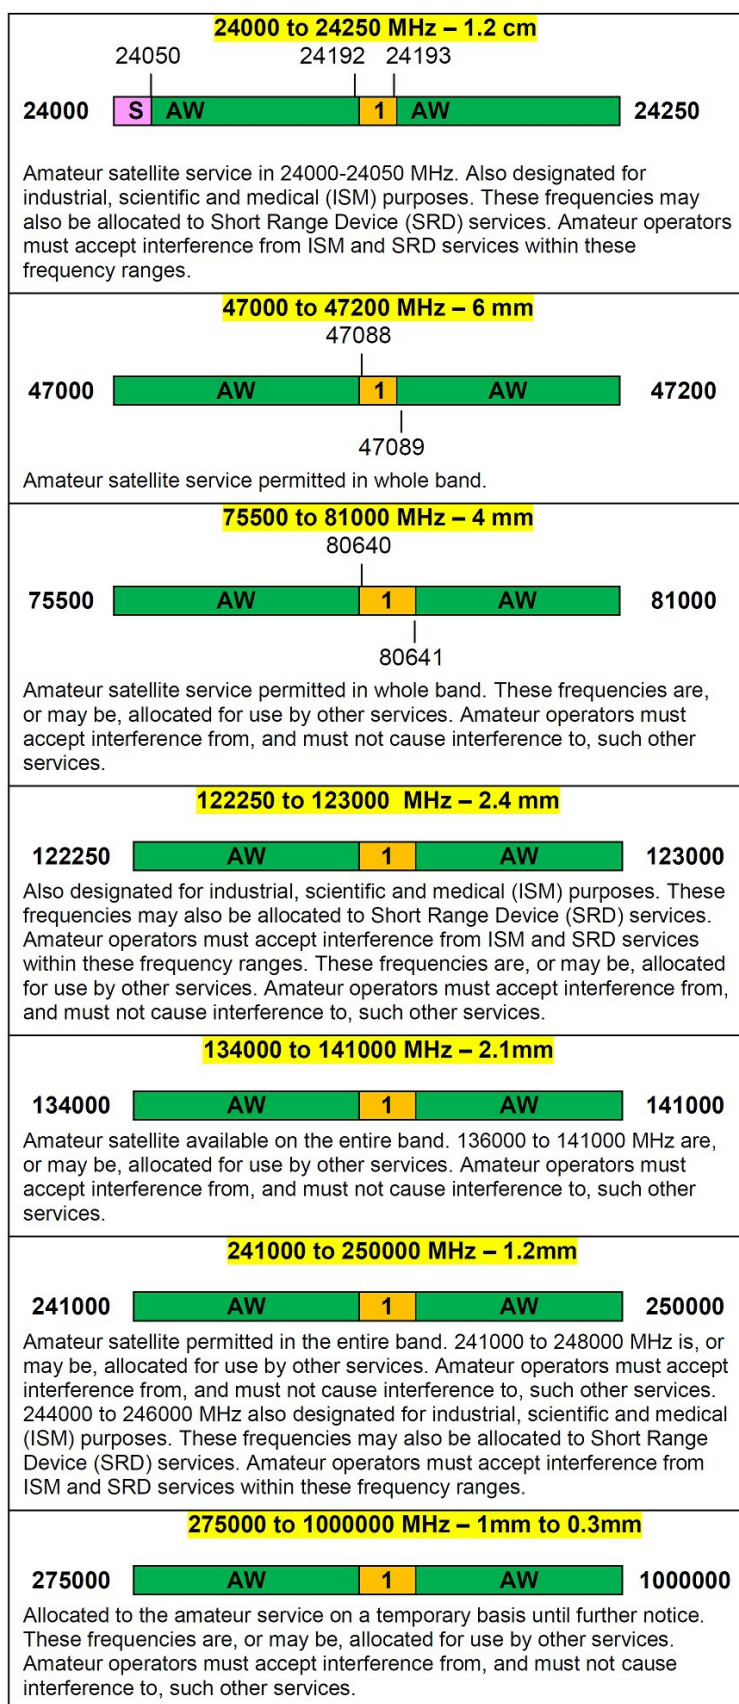 24000 to 24250 MHz – 1.2 cm
24050 24192 24193
24000 S AW 1 AW 24250
Amateur satellite service in 24000-24050 MHz. Also designated for
industrial, scientific and medical (ISM) purposes. These frequencies may
also be allocated to Short Range Device (SRD) services. Amateur operators
must accept interference from ISM and SRD services within these
frequency ranges.
47000 to 47200 MHz – 6 mm
47088
47000 AW 1 AW 47200
47089
Amateur satellite service permitted in whole band.
75500 to 81000 MHz – 4 mm
80640
75500 AW 1 AW 81000
80641
Amateur satellite service permitted in whole band. These frequencies are,
or may be, allocated for use by other services. Amateur operators must
accept interference from, and must not cause interference to, such other
services.
122250 to 123000 MHz – 2.4 mm
122250 AW 1 AW 123000
Also designated for industrial, scientific and medical (ISM) purposes. These
frequencies may also be allocated to Short Range Device (SRD) services.
Amateur operators must accept interference from ISM and SRD services
within these frequency ranges. These frequencies are, or may be, allocated
for use by other services. Amateur operators must accept interference from,
and must not cause interference to, such other services.
134000 to 141000 MHz – 2.1mm
134000 AW 1 AW 141000
Amateur satellite available on the entire band. 136000 to 141000 MHz are,
or may be, allocated for use by other services. Amateur operators must
accept interference from, and must not cause interference to, such other
services.
241000 to 250000 MHz – 1.2mm
241000 AW 1 AW 250000
Amateur satellite permitted in the entire band. 241000 to 248000 MHz is, or
may be, allocated for use by other services. Amateur operators must accept
interference from, and must not cause interference to, such other services.
244000 to 246000 MHz also designated for industrial, scientific and medical
(ISM) purposes. These frequencies may also be allocated to Short Range
Device (SRD) services. Amateur operators must accept interference from
ISM and SRD services within these frequency ranges.
275000 to 1000000 MHz – 1mm to 0.3mm
275000 AW 1 AW 1000000
Allocated to the amateur service on a temporary basis until further notice.
These frequencies are, or may be, allocated for use by other services.
Amateur operators must accept interference from, and must not cause
interference to, such other services.